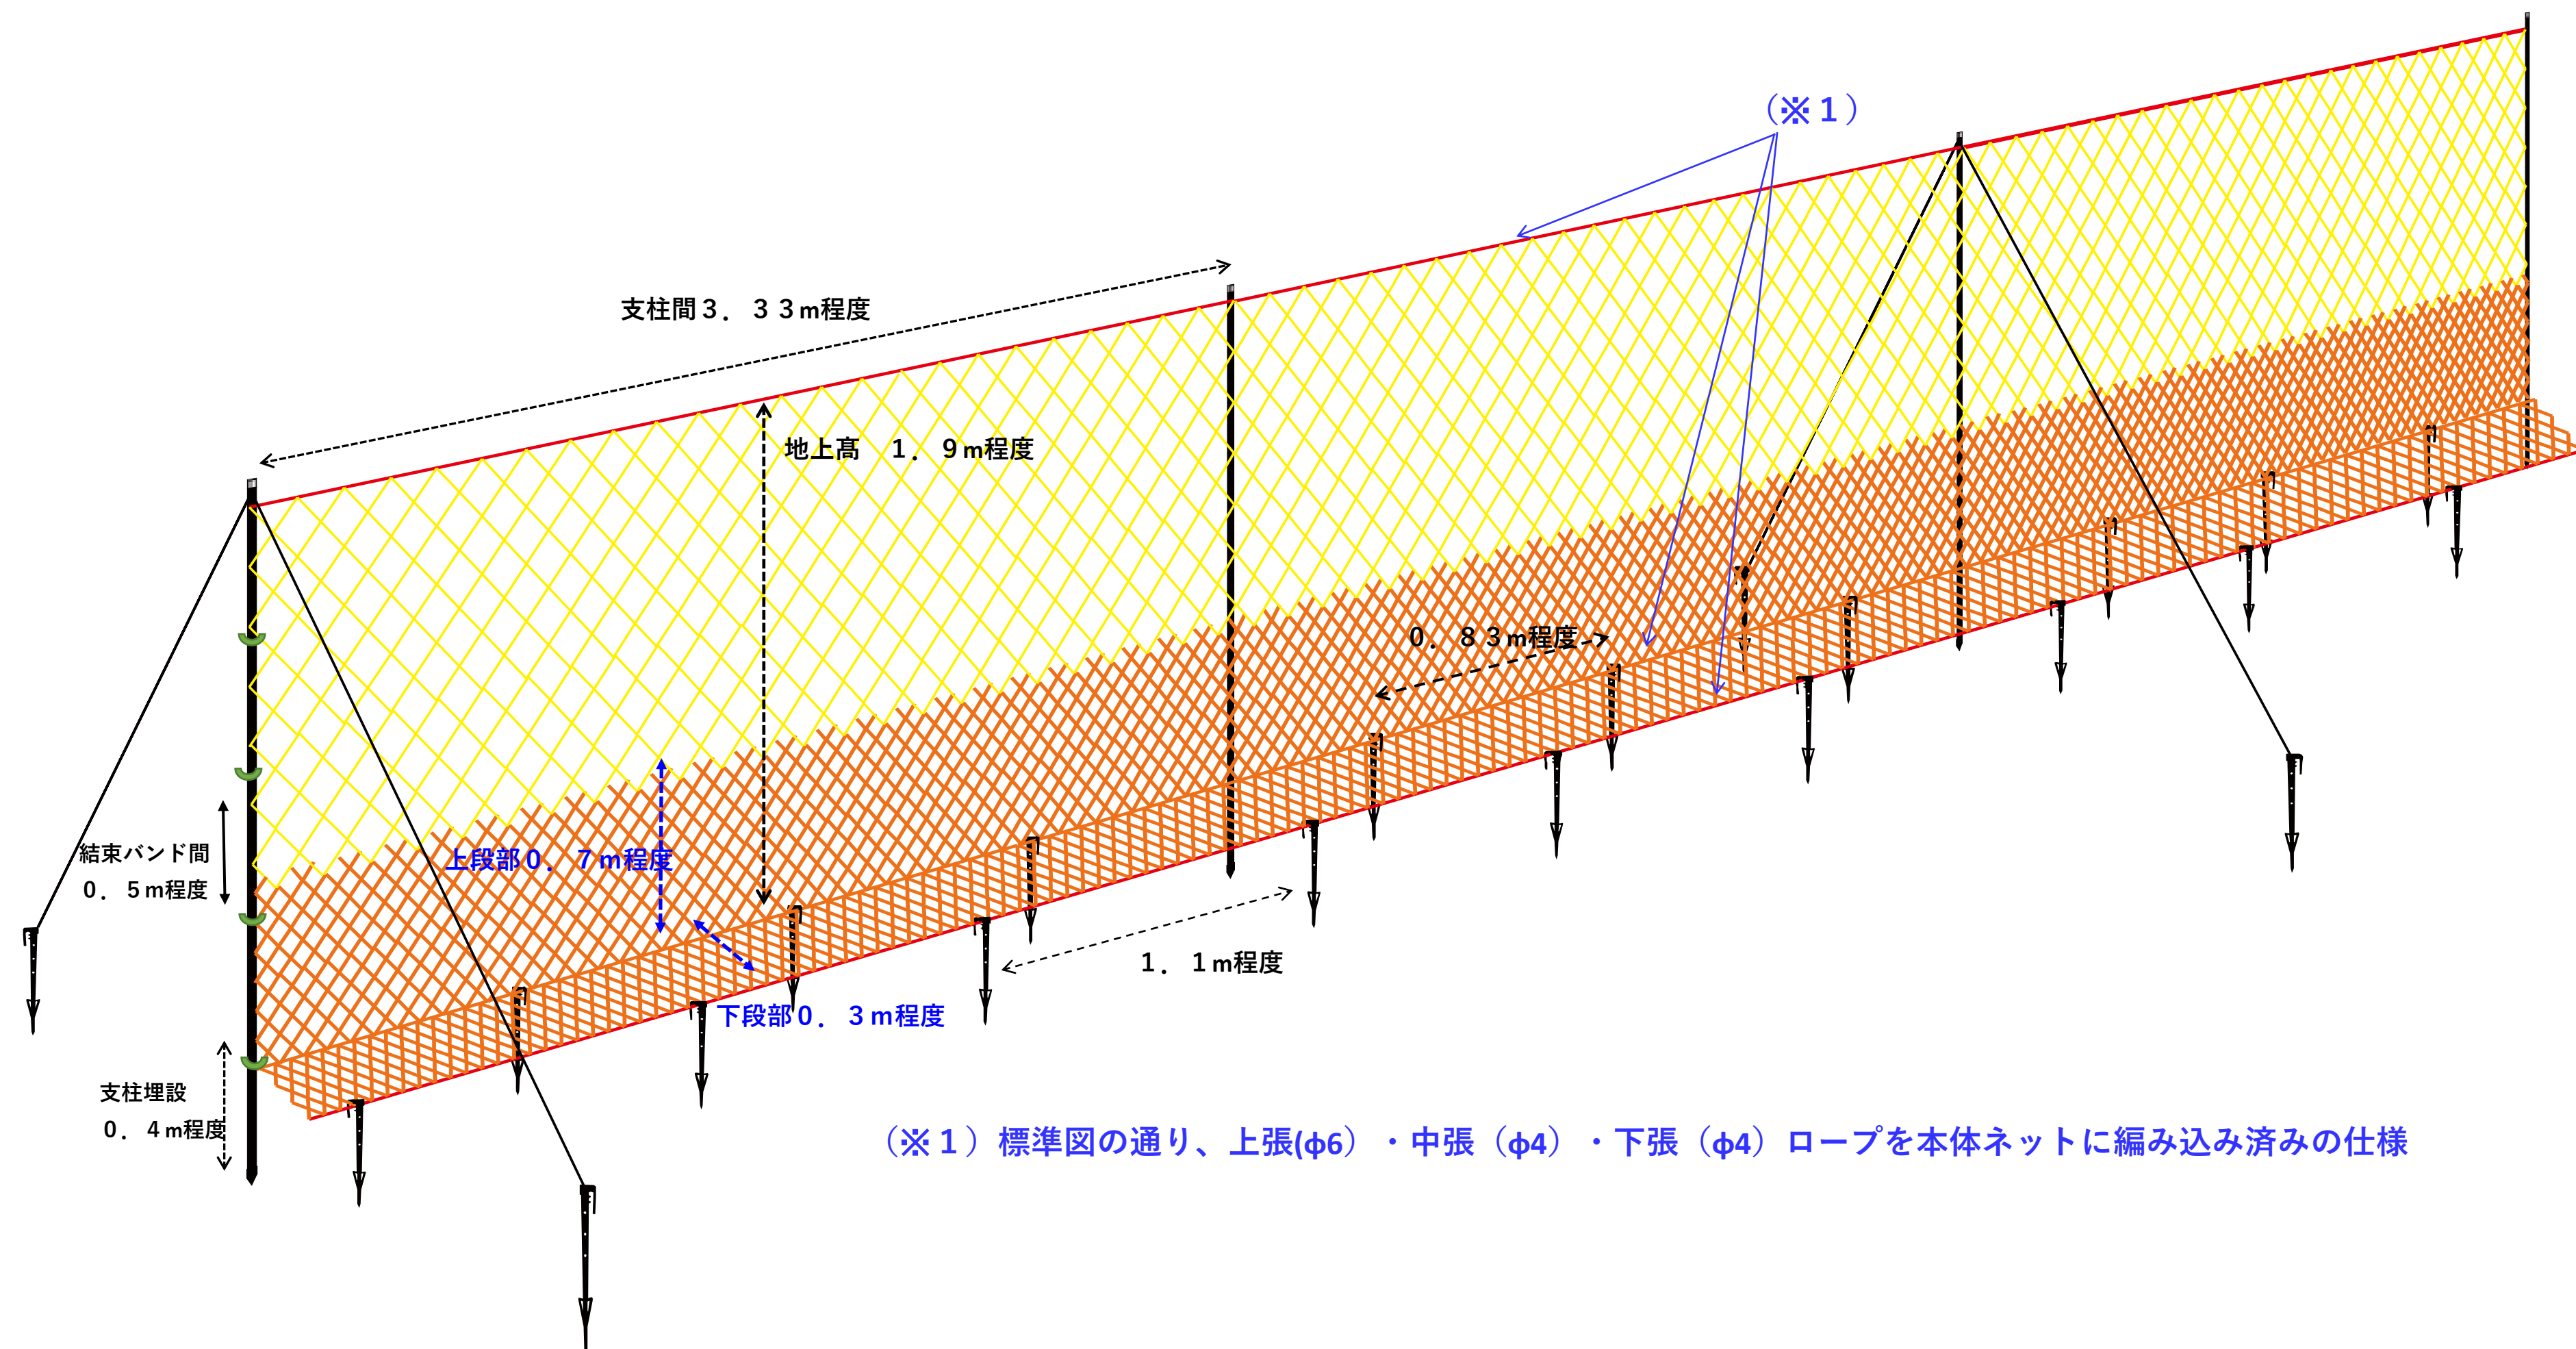 （※１）
支柱間３．３３m程度
地上髙　１．９m程度
０．８３m程度
結束バンド間
０．５m程度
上段部０．７m程度
１．１m程度
下段部０．３m程度
支柱埋設
０．４m程度
（※１）標準図の通り、上張(φ6）・中張（φ4）・下張（φ4）ロープを本体ネットに編み込み済みの仕様